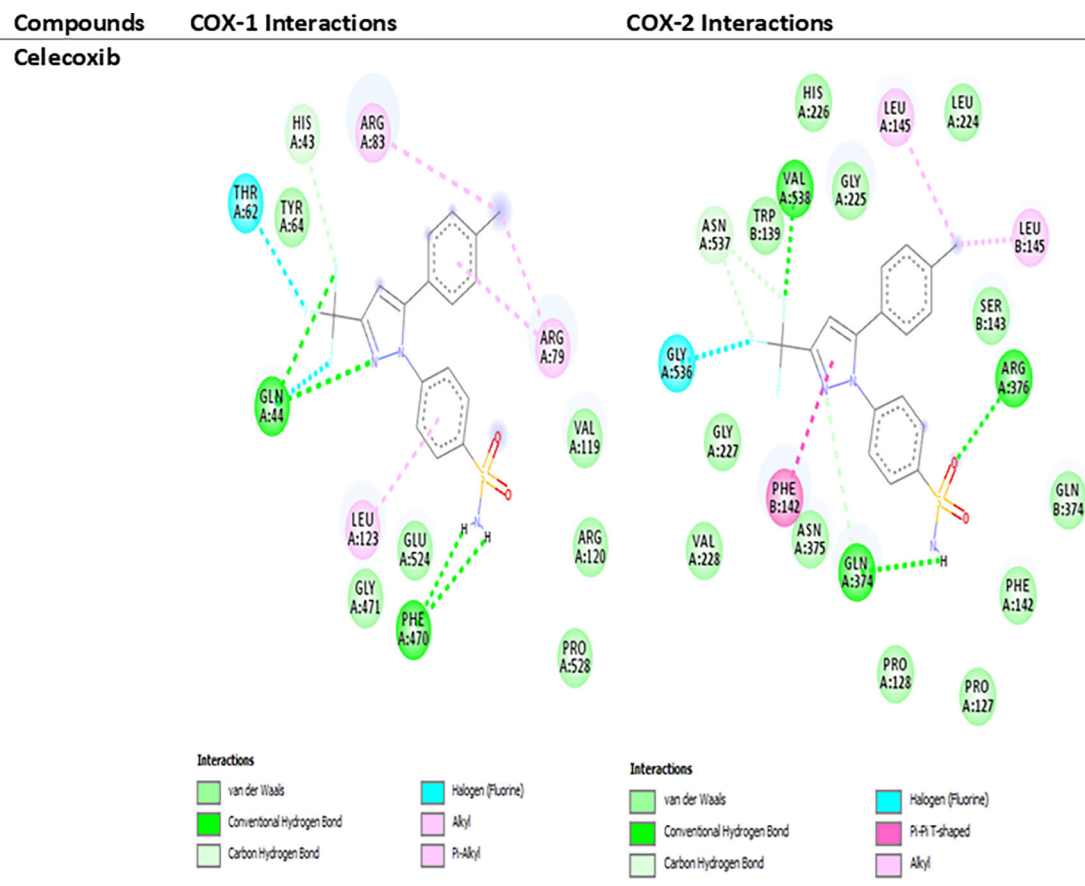 Compounds COX-1 Interactions COX-2 Interactions
Celecoxib
HIS
A:43
ARG
A:83
THR
A:62
TYR
A:64
ARG
A:79
GLN
A:44
VAL
A:119
LEU
A:123
GLU
A:524
ARG
A:120
GLY
A:471
PHE
A:470
PRO
A:528
H
H
N
N
N
S
O
O
Interactions
van der Waals
Conventional Hydrogen Bond
Carbon Hydrogen Bond
Halogen (Fluorine)
Alkyl
Pi-Alkyl
HIS
A:226
LEU
A:145
LEU
A:224
VAL
A:538
GLY
A:225
TRP
B:139
ASN
A:537
LEU
B:145
SER
B:143
GLY
A:536
ARG
A:376
GLY
A:227
PHE
B:142
GLN
B:374
ASN
A:375
VAL
A:228
GLN
A:374
PHE
A:142
PRO
A:128
PRO
A:127
N
N
S
O
O
N
H
Interactions
van der Waals
Conventional Hydrogen Bond
Carbon Hydrogen Bond
Halogen (Fluorine)
Pi-Pi T-shaped
Alkyl